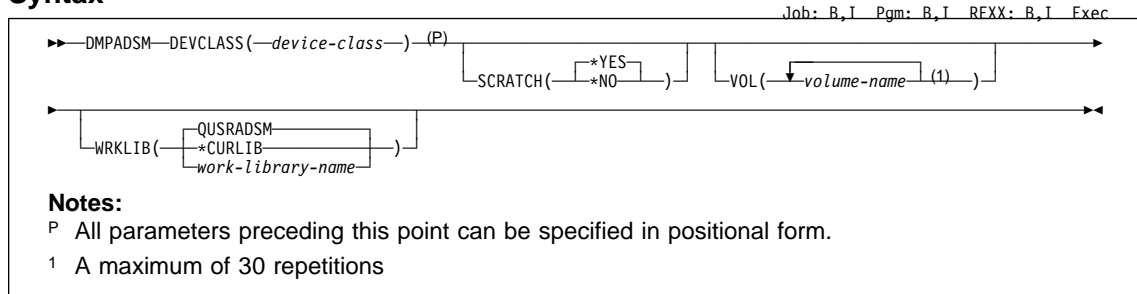 Syntax
Job: B,I Pgm: B,I REXX: B,I Exec
DMPADSM DEVCLASS( device-class ) (P)
*YES
SCRATCH( *NO ) VOL( volume-name (1) )
QUSRADSM
WRKLIB( *CURLIB )
work-library-name
Notes:
P All parameters preceding this point can be specified in positional form.
1 A maximum of 30 repetitions